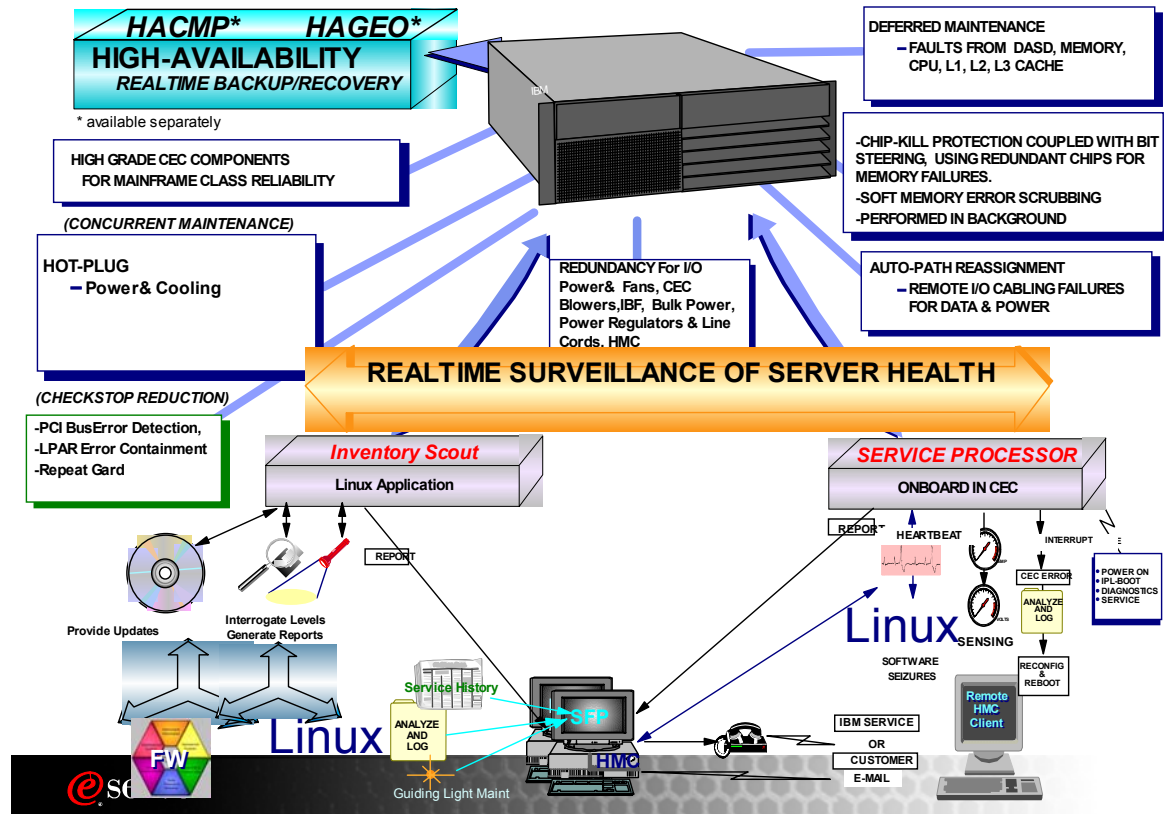 HACMP* HAGEO*
HIGH-AVAILABILITY
REALTIME BACKUP/RECOVERY
* available separately
IBM
DEFERRED MAINTENANCE
– FAULTS FROM DASD, MEMORY,
CPU, L1, L2, L3 CACHE
HIGH GRADE CEC COMPONENTS
FOR MAINFRAME CLASS RELIABILITY
-CHIP-KILL PROTECTION COUPLED WITH BIT
STEERING, USING REDUNDANT CHIPS FOR
MEMORY FAILURES.
-SOFT MEMORY ERROR SCRUBBING
-PERFORMED IN BACKGROUND
(CONCURRENT MAINTENANCE)
HOT-PLUG
– Power& Cooling
REDUNDANCY For I/O
Power& Fans, CEC
Blowers,IBF, Bulk Power,
Power Regulators & Line
Cords, HMC
AUTO-PATH REASSIGNMENT
– REMOTE I/O CABLING FAILURES
FOR DATA & POWER
REALTIME SURVEILLANCE OF SERVER HEALTH
(CHECKSTOP REDUCTION)
-PCI BusError Detection,
-LPAR Error Containment
-Repeat Gard
Inventory Scout
Linux Application
SERVICE PROCESSOR
ONBOARD IN CEC
REPORT
REPORT
HEARTBEAT
INTERRUPT
AMP
VOLTS
SENSING
CEC ERROR
ANALYZE
AND
LOG
RECONFIG
&
REBOOT
• POWER ON
• IPL-BOOT
• DIAGNOSTICS
• SERVICE
Provide Updates
Interrogate Levels
Generate Reports
Linux
SOFTWARE
SEIZURES
Service History
ANALYZE
AND
LOG
Guiding Light Maint
Linux
FW
SFP
HMC
IBM SERVICE
OR
CUSTOMER
E-MAIL
Remote
HMC
Client